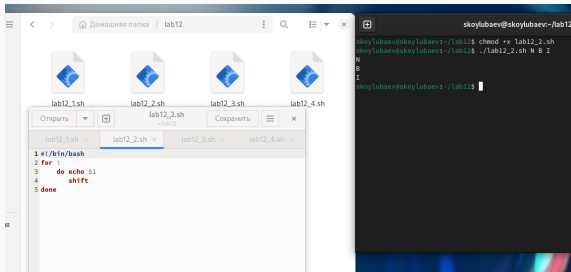 Домашняя папка / lab12
lab12_1.sh
lab12_2.sh
lab12_3.sh
lab12_4.sh
Открыть
lab12_2.sh
~/lab12
Сохранить
lab12_1.sh ×
lab12_2.sh ×
lab12_3.sh ×
lab12_4.sh ×
1 #!/bin/bash
2 for i
3 do echo $1
4 shift
5 done
skoylubaev@skoylubaev:~/lab12
skoylubaev@skoylubaev:~/lab12$ chmod +x lab12_2.sh
skoylubaev@skoylubaev:~/lab12$ ./lab12_2.sh N B I
N
B
I
skoylubaev@skoylubaev:~/lab12$